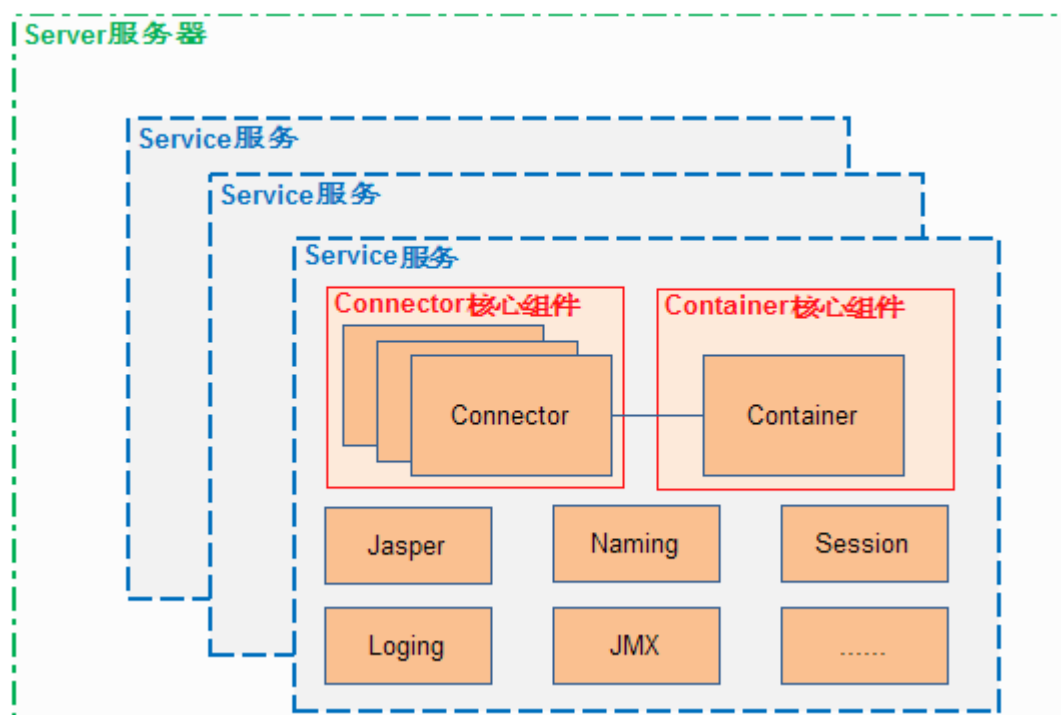 Server服务器
Service服务
Service服务
Service服务
Connector核心组件
Container核心组件
Connector
Container
Jasper
Naming
Session
Loging
JMX
......